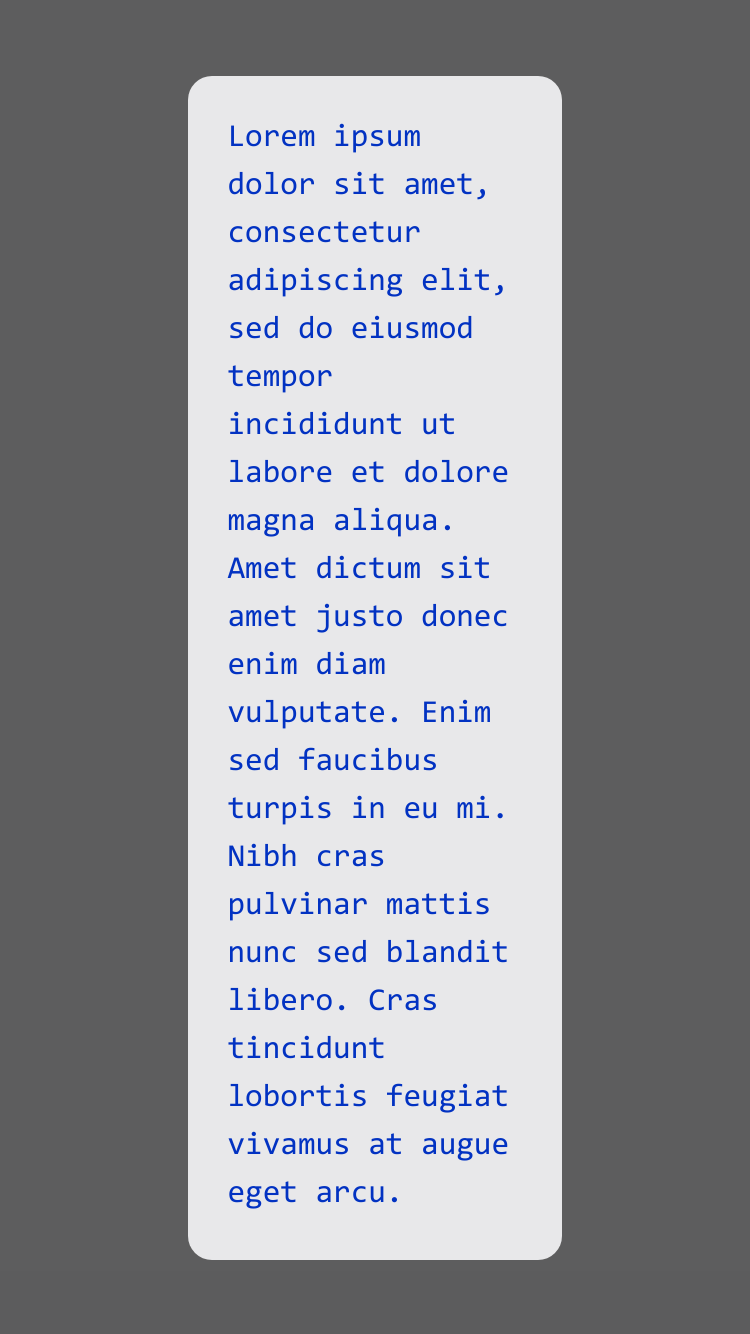 Lorem ipsum
dolor sit amet,
consectetur
adipiscing elit,
sed do eiusmod
tempor
incididunt ut
labore et dolore
magna aliqua.
Amet dictum sit
amet justo donec
enim diam
vulputate. Enim
sed faucibus
turpis in eu mi.
Nibh cras
pulvinar mattis
nunc sed blandit
libero. Cras
tincidunt
lobortis feugiat
vivamus at augue
eget arcu.